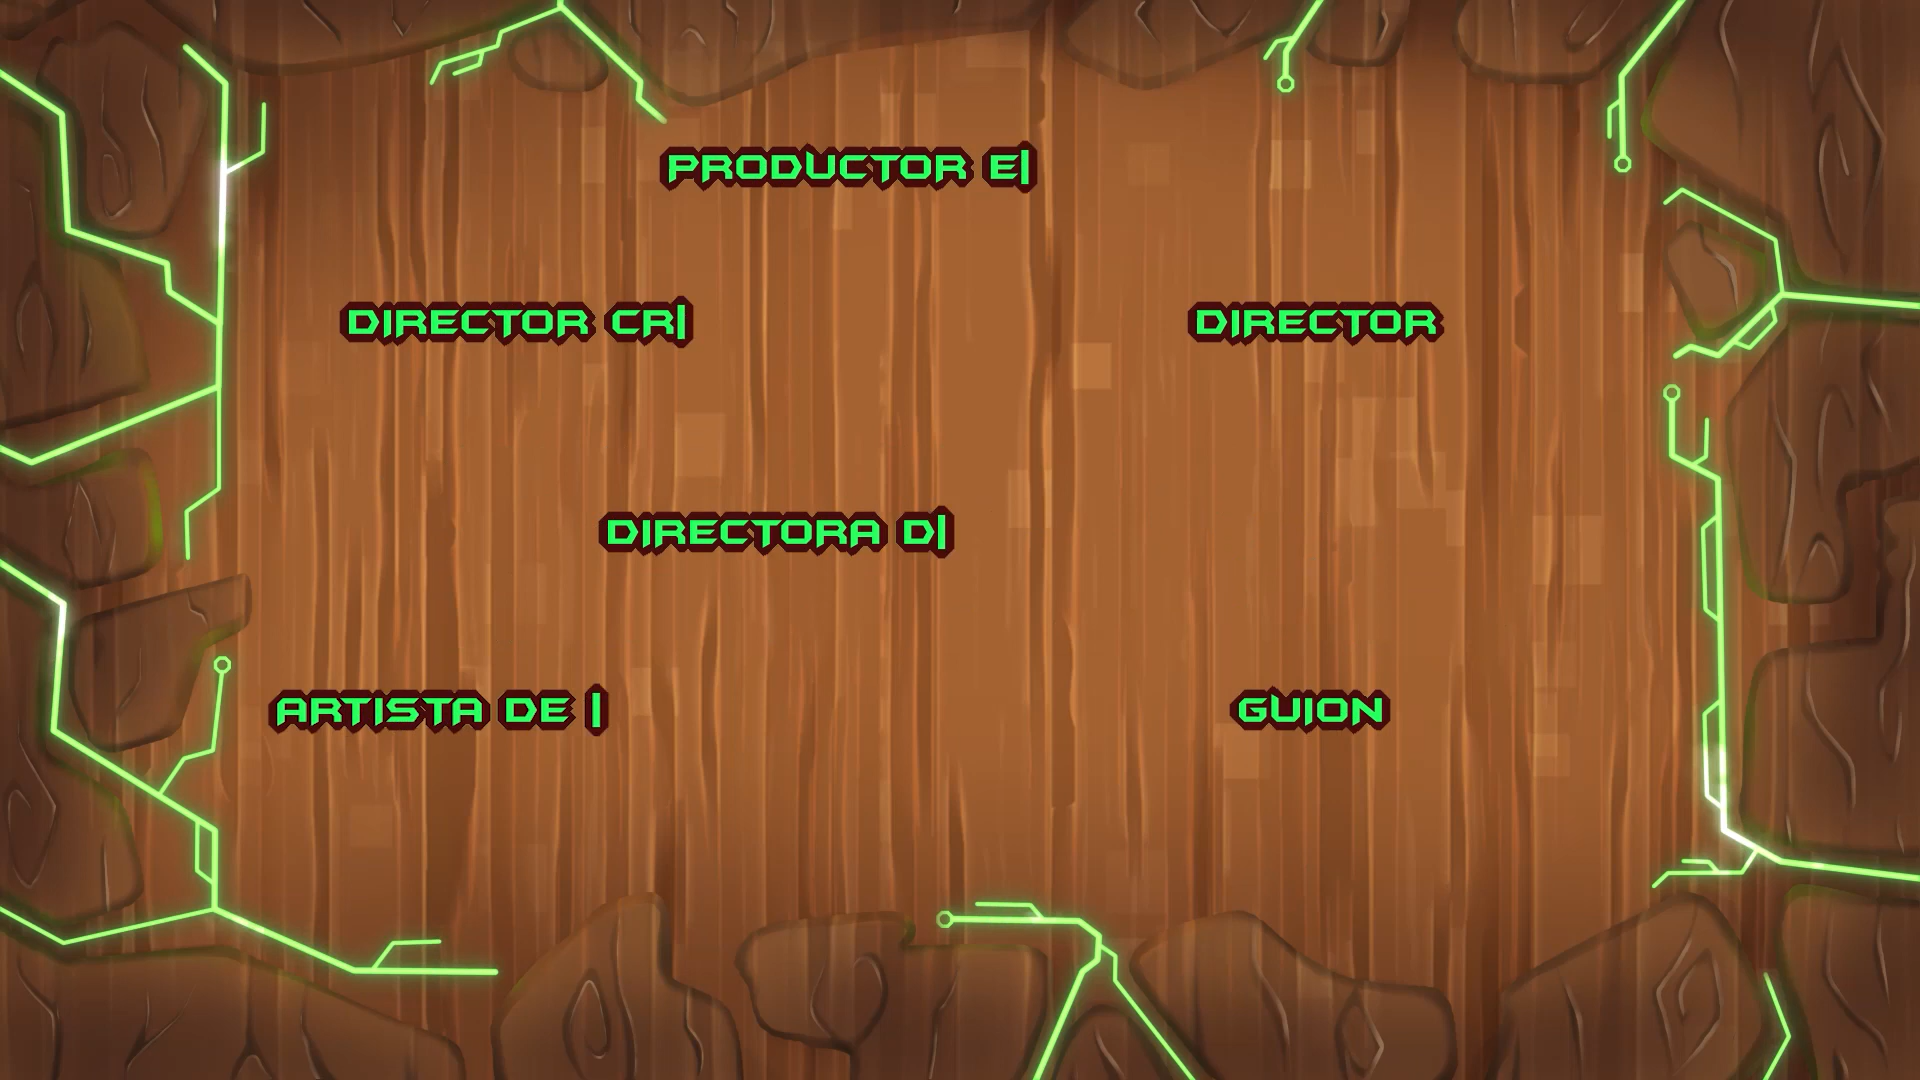 PRODUCTOR E|
DIRECTOR CR|
DIRECTOR
DIRECTORA D|
ARTISTA DE |
GUION